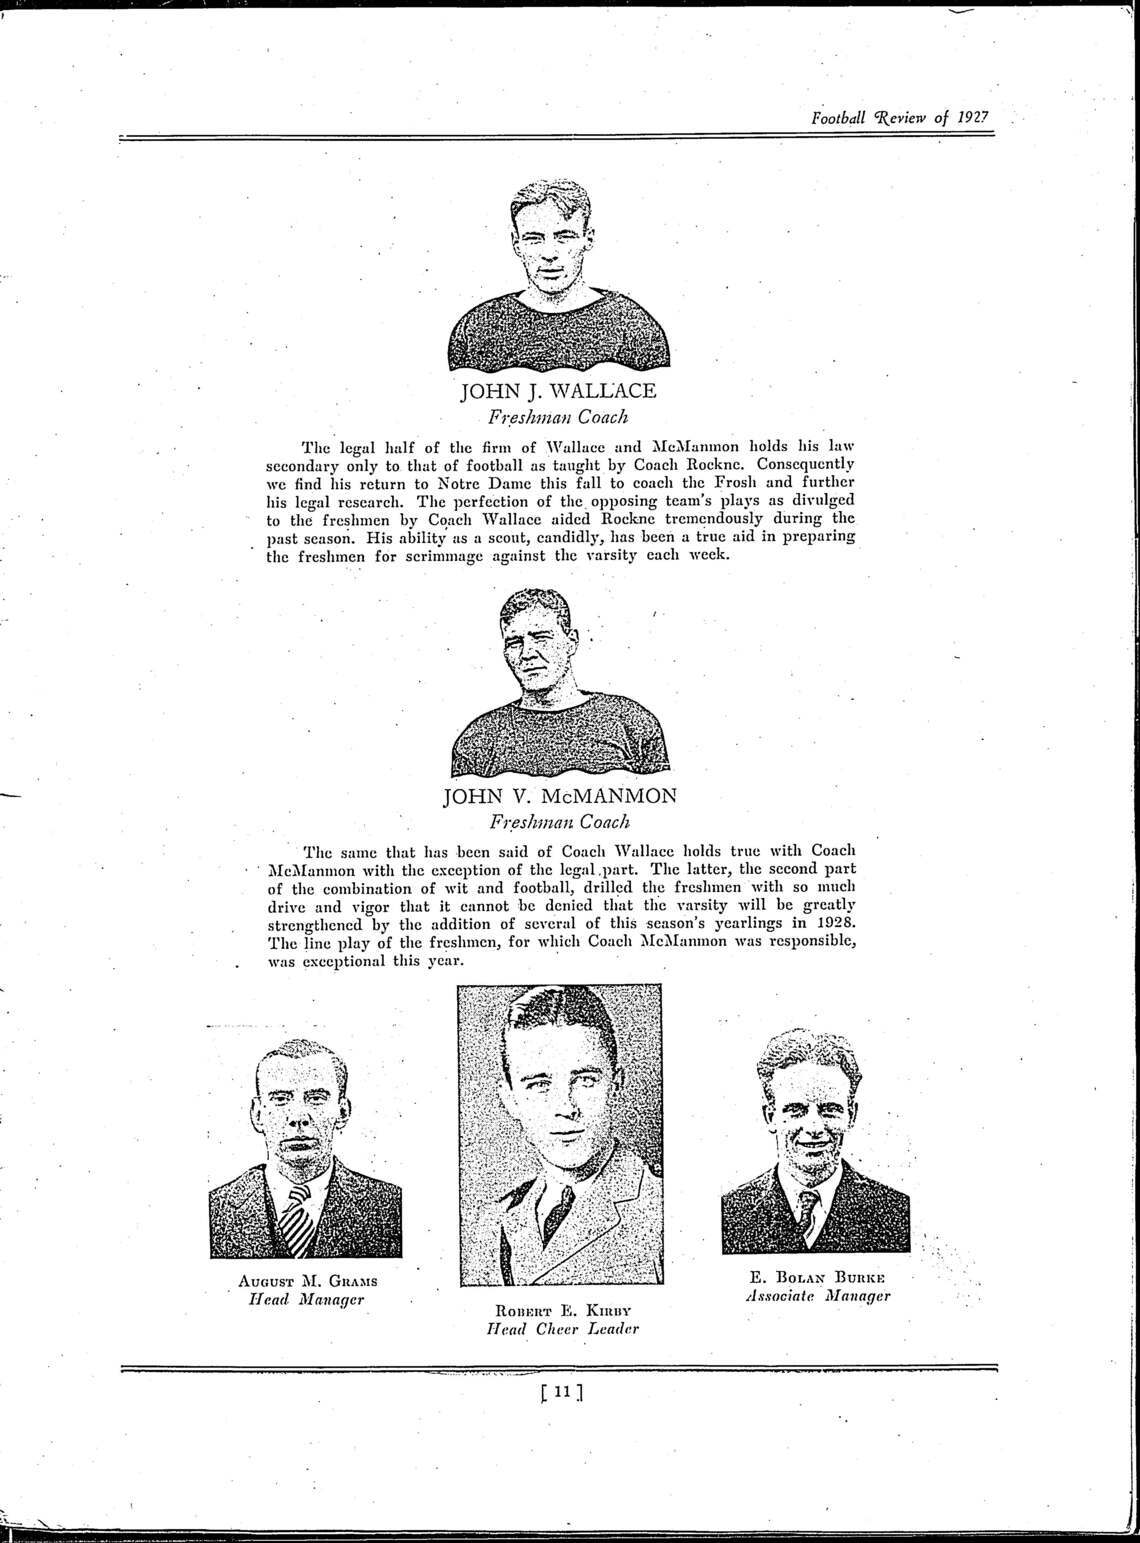 Football Review of 1927
JOHN J. WALLACE
Freshman Coach
The legal half of the firm of Wallace and McManmon holds his law
secondary only to that of football as taught by Coach Rockne. Consequently
we find his return to Notre Dame this fall to coach the Frosh and further
his legal research. The perfection of the opposing team's plays as divulged
to the freshmen by Coach Wallace aided Rockne tremendously during the
past season. His ability as a scout, candidly, has been a true aid in preparing
the freshmen for scrimmage against the varsity each week.
JOHN V. McMANMON
Freshman Coach
The same that has been said of Coach Wallace holds true with Coach
McManmon with the exception of the legal part. The latter, the second part
of the combination of wit and football, drilled the freshmen with so much
drive and vigor that it cannot be denied that the varsity will be greatly
strengthened by the addition of several of this season's yearlings in 1928.
The line play of the freshmen, for which Coach McManmon was responsible,
was exceptional this year.
AUGUST M. GRAMS
Head Manager
ROBERT E. KIRBY
Head Cheer Leader
E. BOLAN BURKE
Associate Manager
[ 11 ]